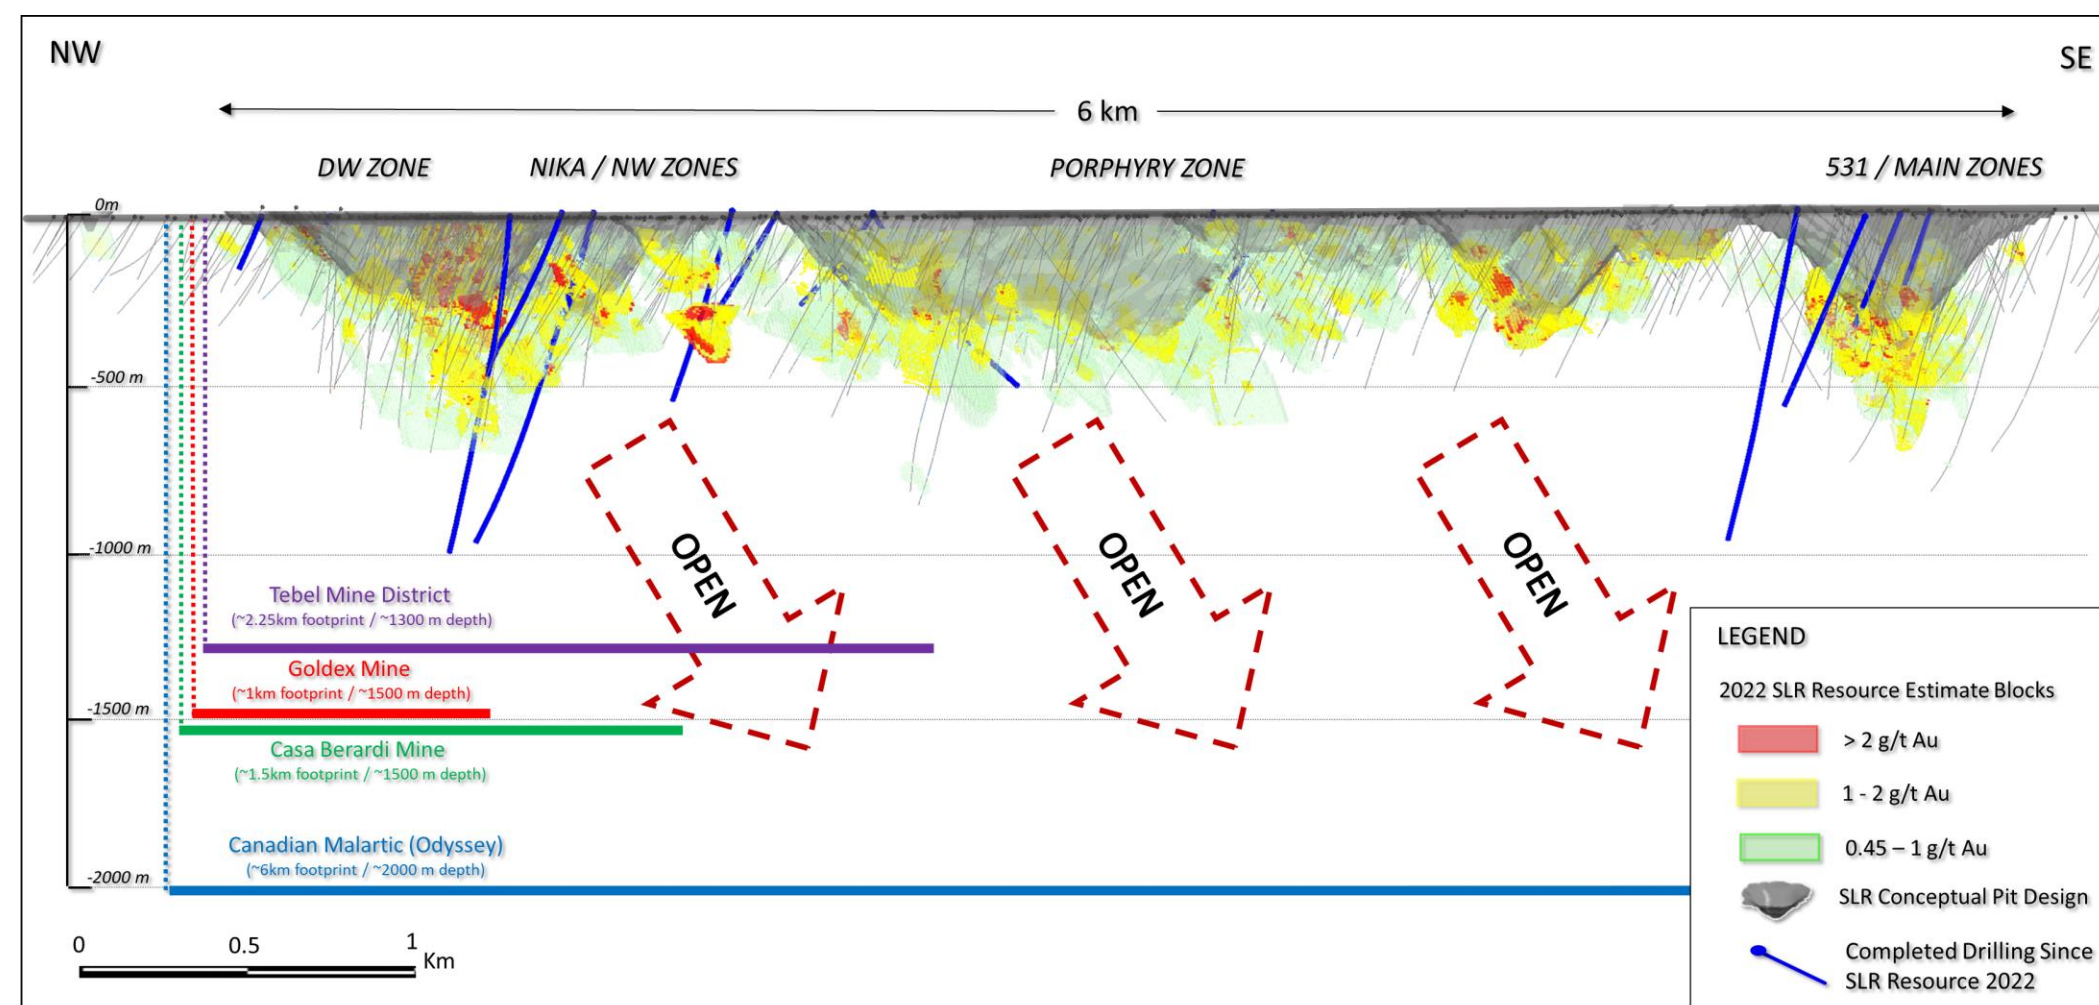 NW
SE
6 km
DW ZONE
NIKA / NW ZONES
PORPHYRY ZONE
531 / MAIN ZONES
0m
-500 m
-1000 m
OPEN
OPEN
OPEN
Tebel Mine District
(~2.25km footprint / ~1300 m depth)
Goldex Mine
(~1km footprint / ~1500 m depth)
-1500 m
Casa Berardi Mine
(~1.5km footprint / ~1500 m depth)
Canadian Malartic (Odyssey)
(~6km footprint / ~2000 m depth)
-2000 m
0
0.5
1
Km
LEGEND
2022 SLR Resource Estimate Blocks
> 2 g/t Au
1 - 2 g/t Au
0.45 – 1 g/t Au
SLR Conceptual Pit Design
Completed Drilling Since
SLR Resource 2022